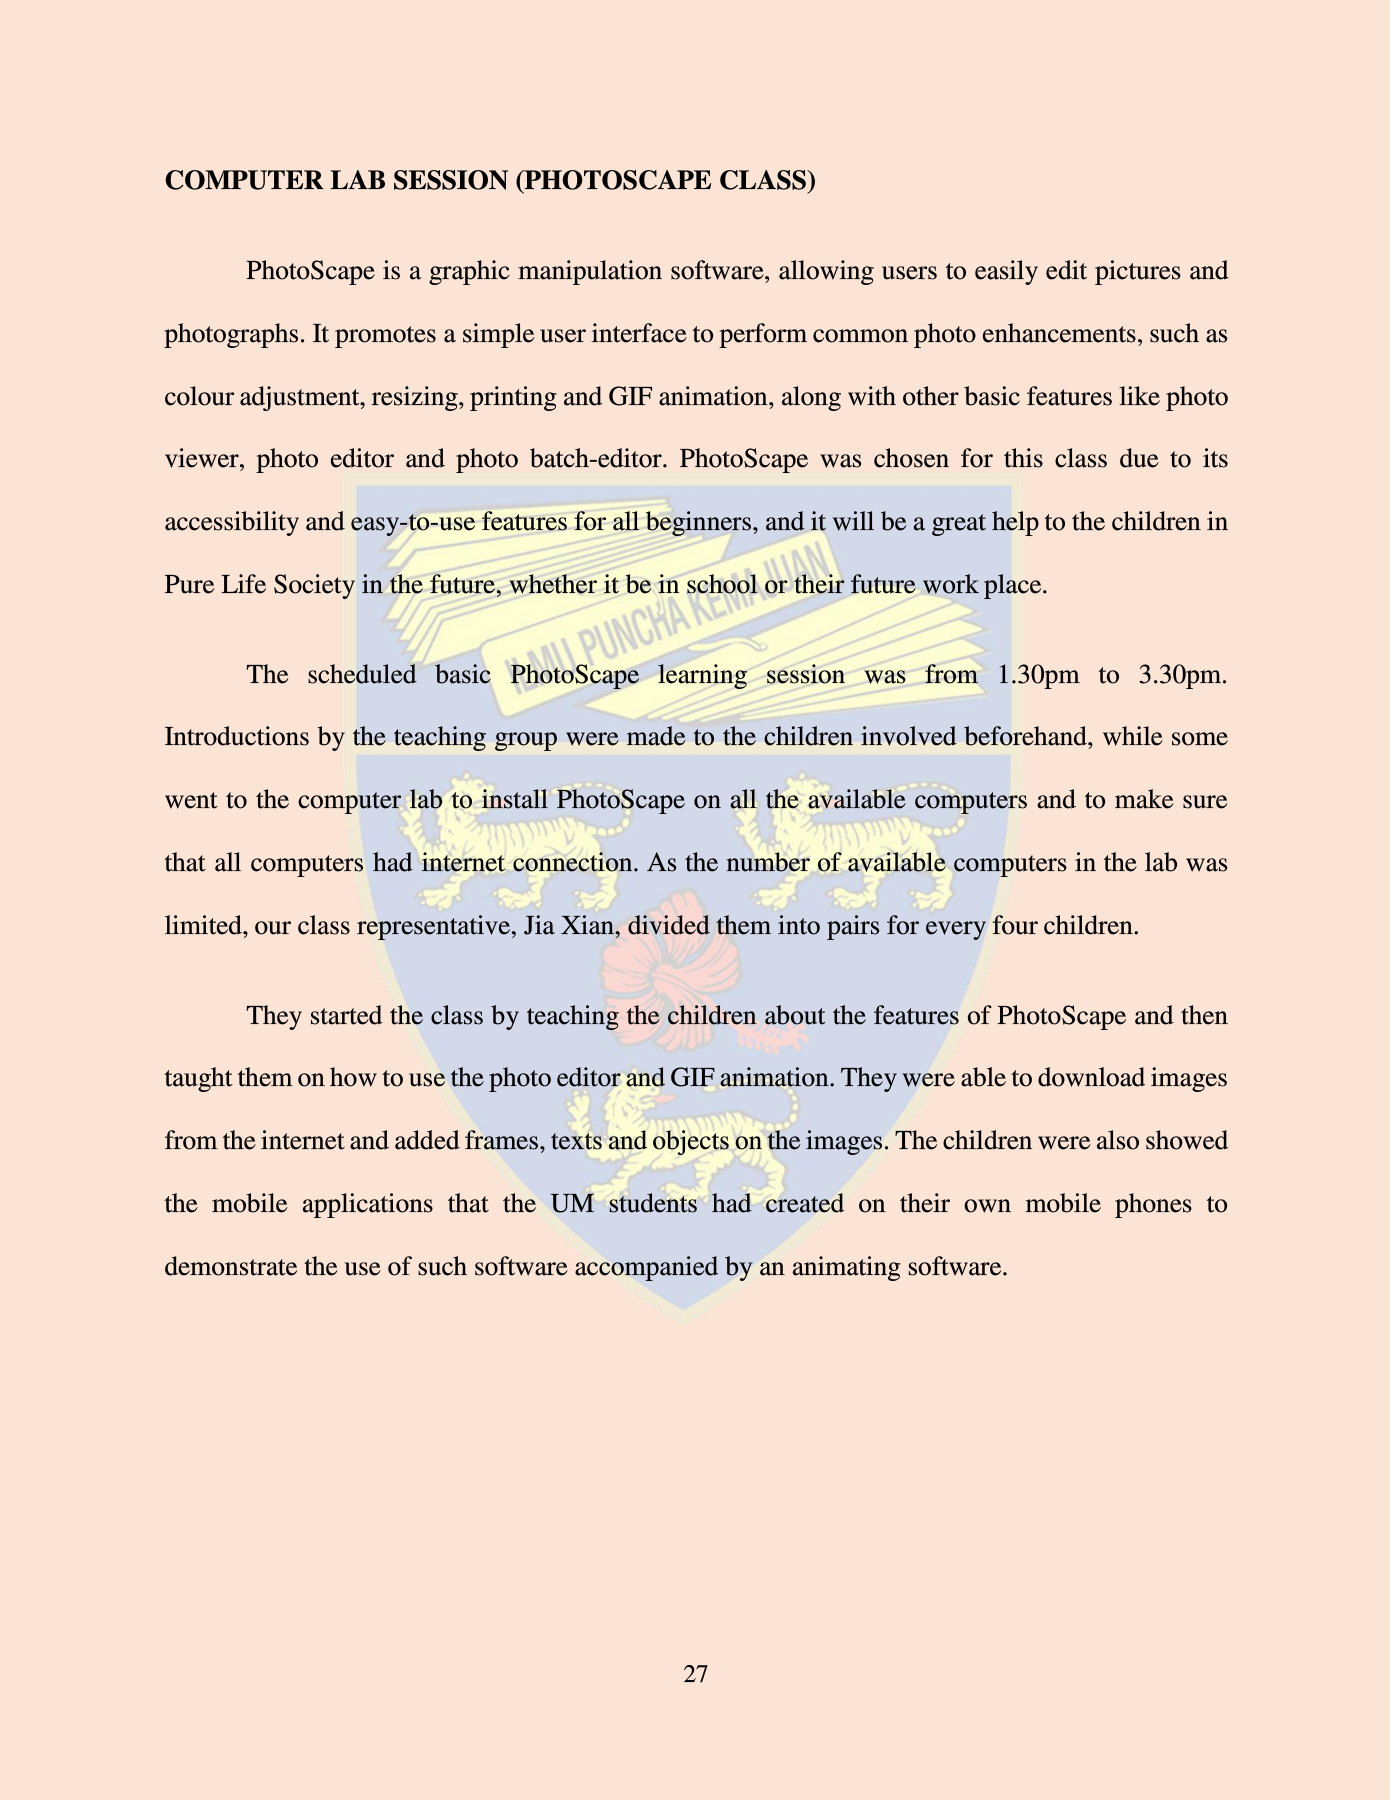 COMPUTER LAB SESSION (PHOTOSCAPE CLASS)
PhotoScape is a graphic manipulation software, allowing users to easily edit pictures and
photographs. It promotes a simple user interface to perform common photo enhancements, such as
colour adjustment, resizing, printing and GIF animation, along with other basic features like photo
viewer, photo editor and photo batch-editor. PhotoScape was chosen for this class due to its
accessibility and easy-to-use features for all beginners, and it will be a great help to the children in
Pure Life Society in the future, whether it be in school or their future work place.
ILMU PUNCHA KEMAJUAN
The scheduled basic PhotoScape learning session was from 1.30pm to 3.30pm.
Introductions by the teaching group were made to the children involved beforehand, while some
went to the computer lab to install PhotoScape on all the available computers and to make sure
that all computers had internet connection. As the number of available computers in the lab was
limited, our class representative, Jia Xian, divided them into pairs for every four children.
They started the class by teaching the children about the features of PhotoScape and then
taught them on how to use the photo editor and GIF animation. They were able to download images
from the internet and added frames, texts and objects on the images. The children were also showed
the mobile applications that the UM students had created on their own mobile phones to
demonstrate the use of such software accompanied by an animating software.
27